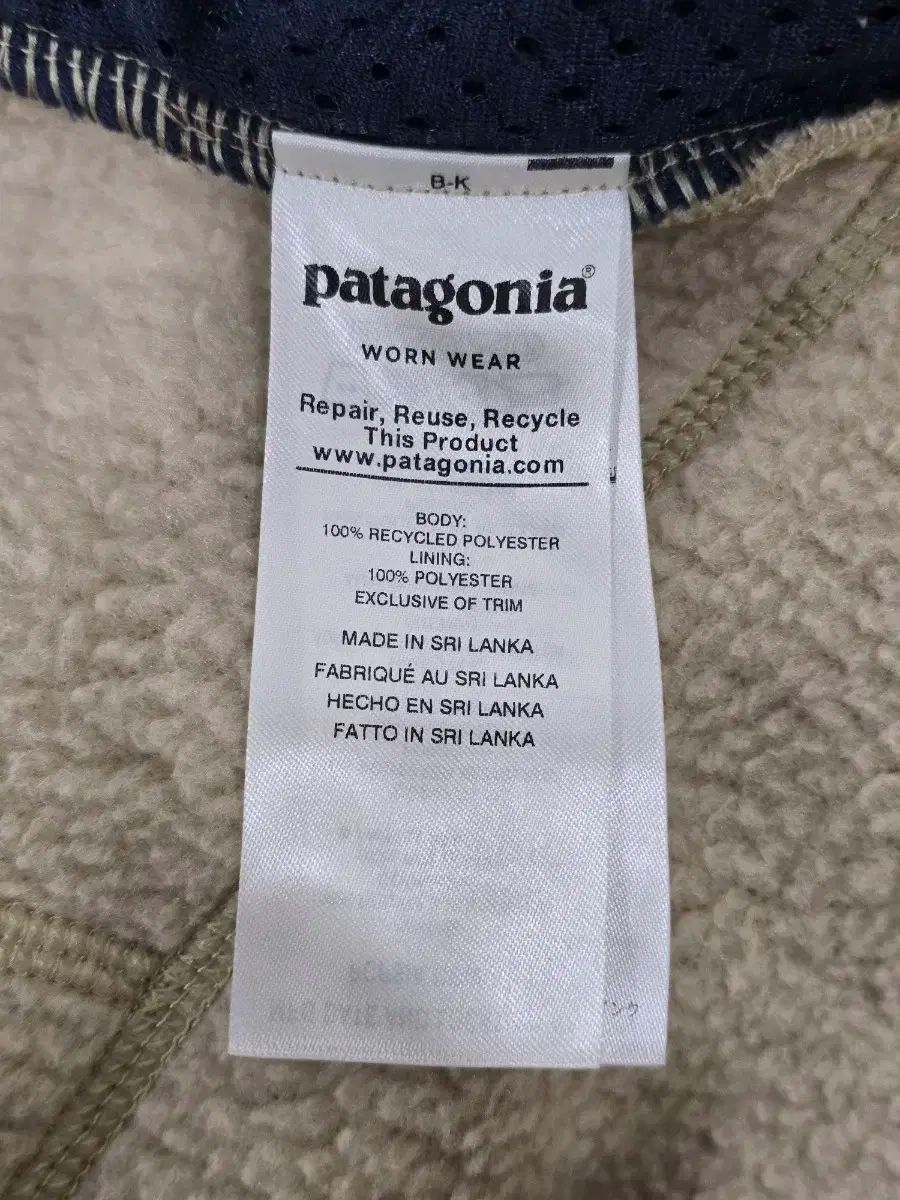 B-K
patagonia®
WORN WEAR
Repair, Reuse, Recycle
This Product
www.patagonia.com
BODY:
100% RECYCLED POLYESTER
LINING:
100% POLYESTER
EXCLUSIVE OF TRIM
MADE IN SRI LANKA
FABRIQUÉ AU SRI LANKA
HECHO EN SRI LANKA
FATTO IN SRI LANKA